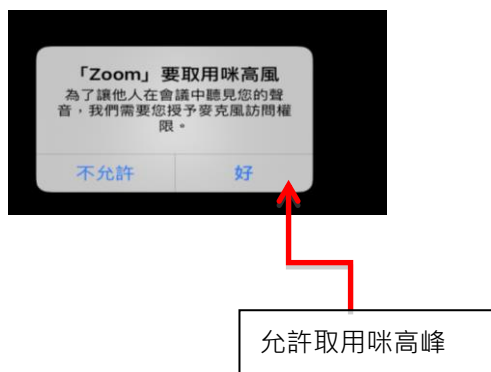 「Zoom」要取用咪高風
為了讓他人在會議中聽見您的聲
音，我們需要您授予麥克風訪問權
限。
不允許
好
允許取用咪高峰